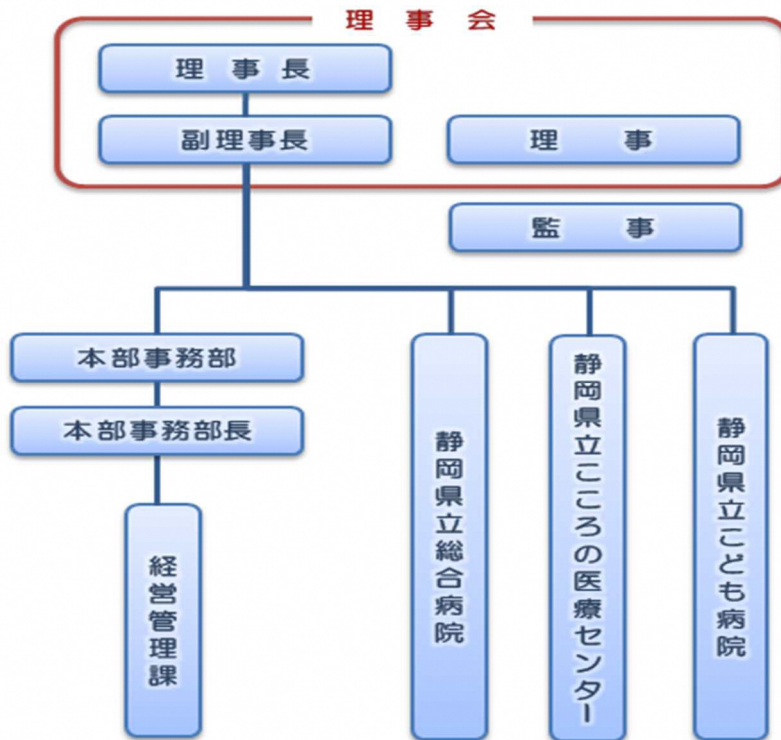 理事会
理事長
副理事長
理事
監事
本部事務部
本部事務部長
経営管理課
静岡県立総合病院
静岡県立こころの医療センター
静岡県立こども病院